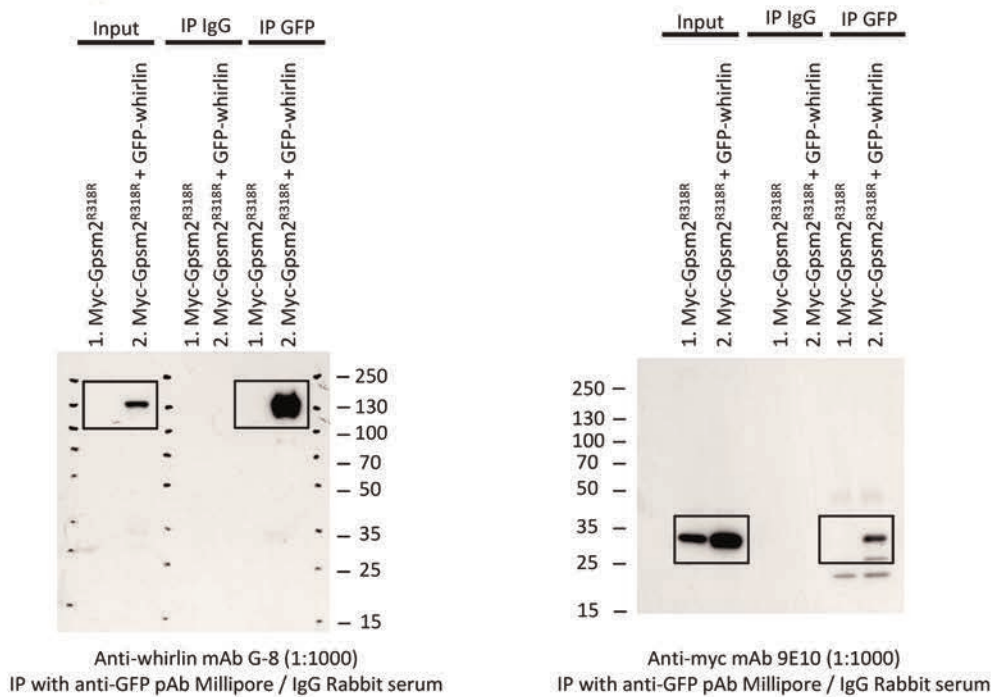 Input IP IgG IP GFP
1. Myc-Gpsm2R318R
2. Myc-Gpsm2R318R + GFP-whirlin
1. Myc-Gpsm2R318R
2. Myc-Gpsm2R318R + GFP-whirlin
1. Myc-Gpsm2R318R
2. Myc-Gpsm2R318R + GFP-whirlin
– 250
– 130
– 100
– 70
– 50
– 35
– 25
– 15
Anti-whirlin mAb G-8 (1:1000)
IP with anti-GFP pAb Millipore / IgG Rabbit serum
Input IP IgG IP GFP
1. Myc-Gpsm2R318R
2. Myc-Gpsm2R318R + GFP-whirlin
1. Myc-Gpsm2R318R
2. Myc-Gpsm2R318R + GFP-whirlin
1. Myc-Gpsm2R318R
2. Myc-Gpsm2R318R + GFP-whirlin
250 –
130 –
100 –
70 –
50 –
35 –
25 –
15 –
Anti-myc mAb 9E10 (1:1000)
IP with anti-GFP pAb Millipore / IgG Rabbit serum